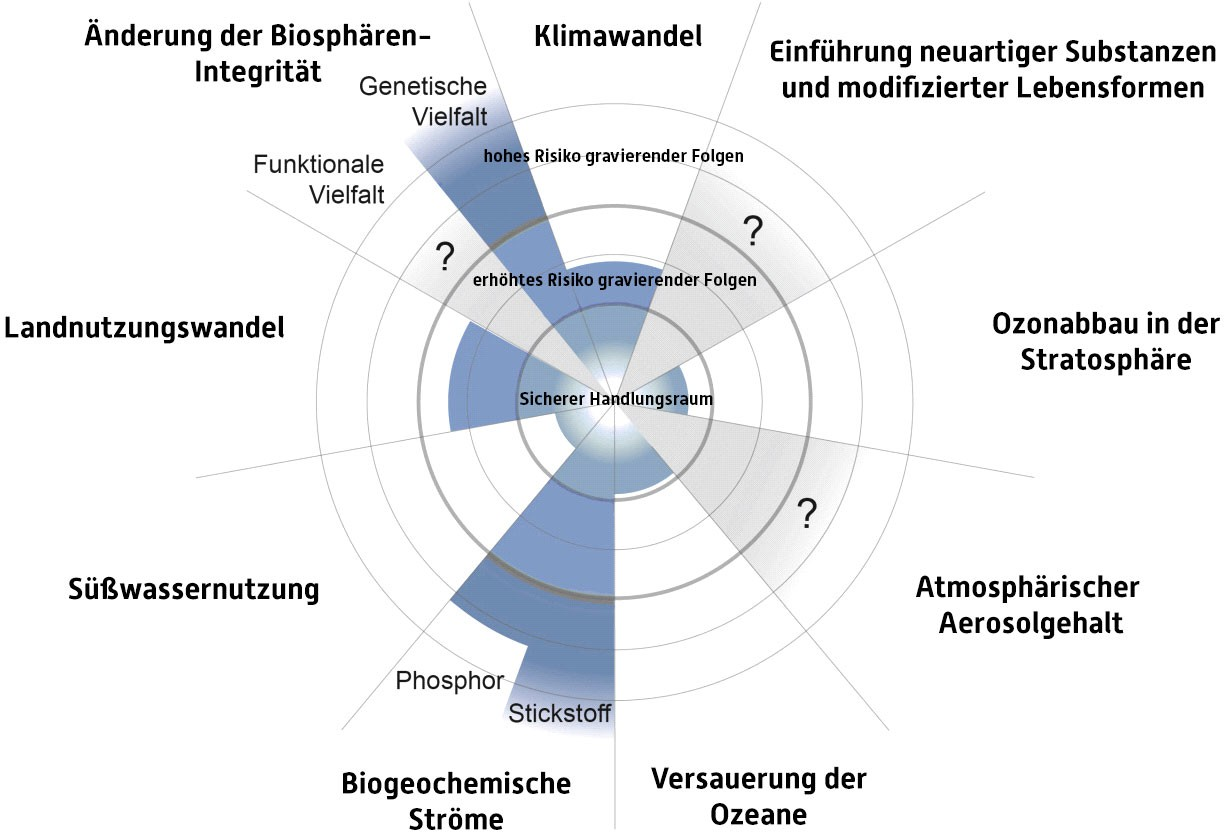 Änderung der Biosphären-
Integrität
Klimawandel
Einführung neuartiger Substanzen
und modifizierter Lebensformen
Genetische
Vielfalt
Funktionale
Vielfalt
hohes Risiko gravierender Folgen
?
?
erhöhtes Risiko gravierender Folgen
Landnutzungswandel
Ozonabbau in der
Stratosphäre
Sicherer Handlungsraum
?
Süßwassernutzung
Atmosphärischer
Aerosolgehalt
Phosphor
Stickstoff
Biogeochemische
Ströme
Versauerung der
Ozeane